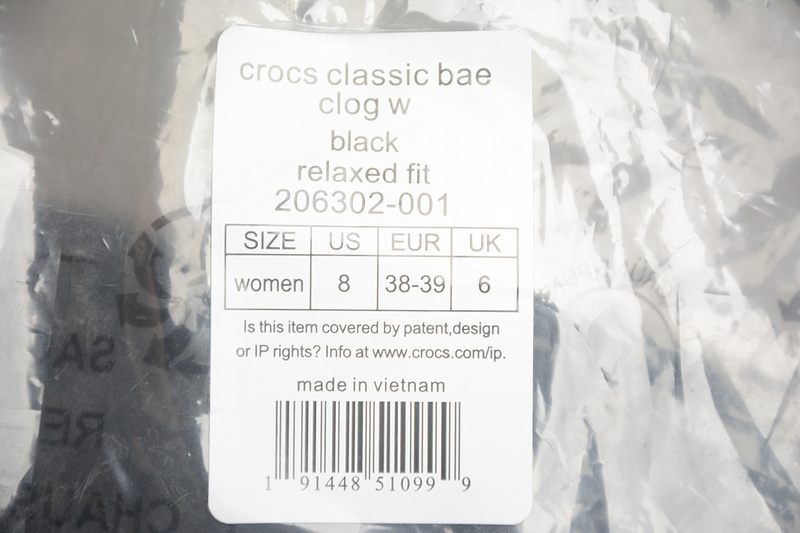 crocs classic bae
clog w
black
relaxed fit
206302-001
SIZE US EUR UK
women 8 38-39 6
Is this item covered by patent,design
or IP rights? Info at www.crocs.com/ip.
made in vietnam
1 91448 51099 9